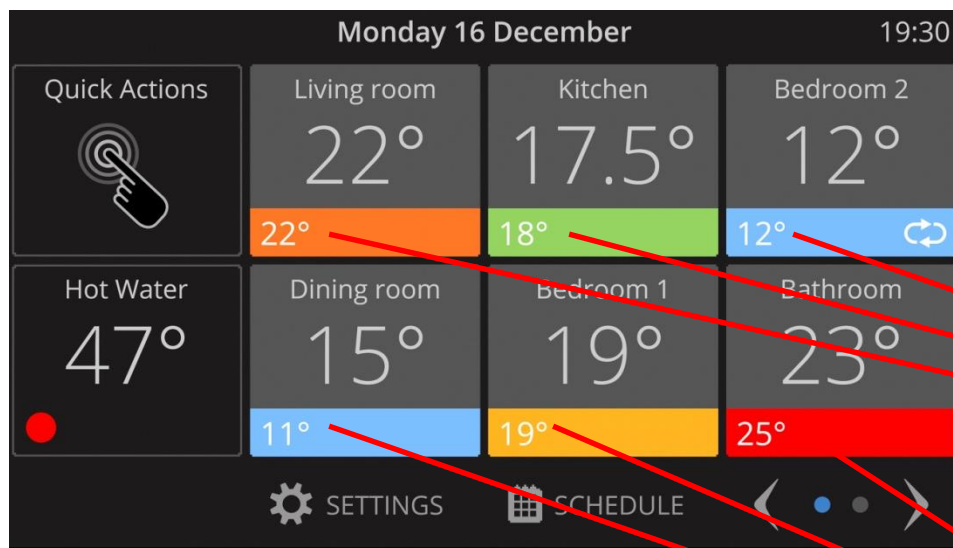 Monday 16 December 19:30
Quick Actions
Living room
22°
22°
Kitchen
17.5°
18°
Bedroom 2
12°
12°
Hot Water
47°
Dining room
15°
11°
Bedroom 1
19°
19°
Bathroom
23°
25°
SETTINGS SCHEDULE